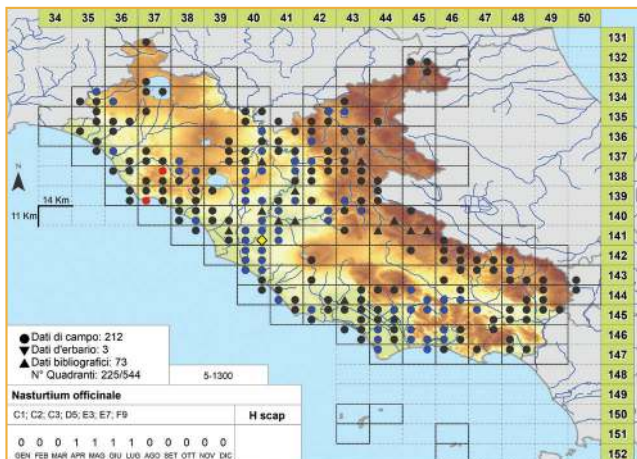 34 35 36 37 38 39 40 41 42 43 44 45 46 47 48 49 50
131
132
133
134
135
136
137
138
139
140
141
142
143
144
145
146
147
148
149
150
151
152
N
14 Km
11 Km
● Dati di campo: 212
▼ Dati d'erbario: 3
▲ Dati bibliografici: 73
N° Quadranti: 225/544
5-1300
Nasturtium officinale
C1; C2; C3; D5; E3; E7; F9
H scap
0 0 0 1 1 1 1 0 0 0 0 0
GEN FEB MAR APR MAG GIU LUG AGO SET OTT NOV DIC